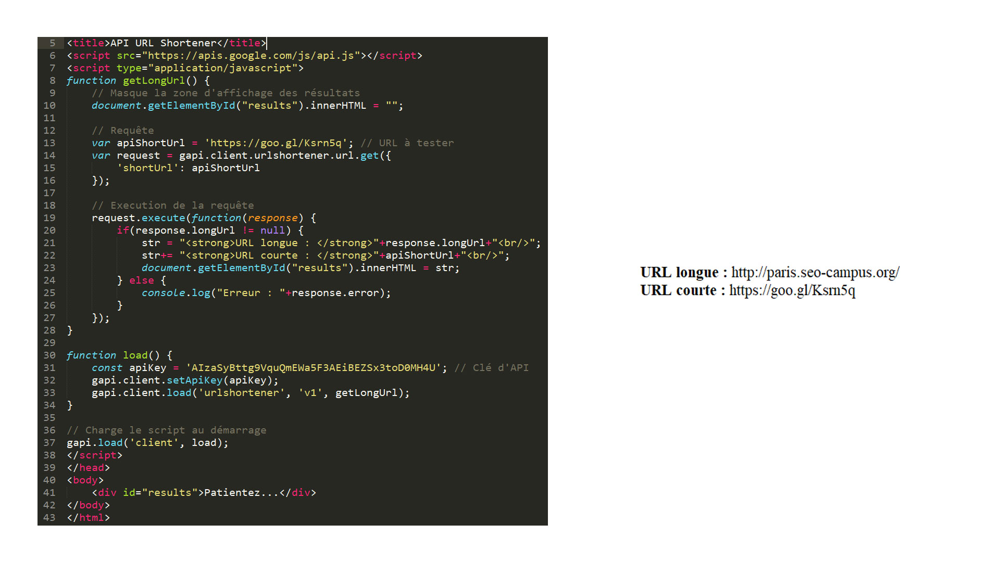 5 <title>API URL Shortener</title>
6 <script src="https://apis.google.com/js/api.js"></script>
7 <script type="application/javascript">
8 function getLongUrl() {
9 // Masque la zone d'affichage des résultats
10 document.getElementById("results").innerHTML = "";
11
12 // Requête
13 var apiShortUrl = 'https://goo.gl/Ksrn5q'; // URL à tester
14 var request = gapi.client.urlshortener.url.get({
15 'shortUrl': apiShortUrl
16 });
17
18 // Execution de la requête
19 request.execute(function(response) {
20 if(response.longUrl != null) {
21 str = "<strong>URL longue : </strong>"+response.longUrl+"<br/>";
22 str+= "<strong>URL courte : </strong>"+apiShortUrl+"<br/>";
23 document.getElementById("results").innerHTML = str;
24 } else {
25 console.log("Erreur : "+response.error);
26 }
27 });
28 }
29
30 function load() {
31 const apiKey = 'AIzaSyBttg9VquQmEWa5F3AEiBEZSx3toD0MH4U'; // Clé d'API
32 gapi.client.setApiKey(apiKey);
33 gapi.client.load('urlshortener', 'v1', getLongUrl);
34 }
35
36 // Charge le script au démarrage
37 gapi.load('client', load);
38 </script>
39 </head>
40 <body>
41 <div id="results">Patientez...</div>
42 </body>
43 </html>
URL longue : http://paris.seo-campus.org/
URL courte : https://goo.gl/Ksrn5q